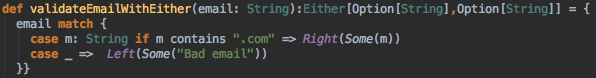 def validateEmailWithEither(email: String):Either[Option[String],Option[String]] = {
  email match {
    case m: String if m contains ".com" => Right(Some(m))
    case _ =>  Left(Some("Bad email"))
  }}